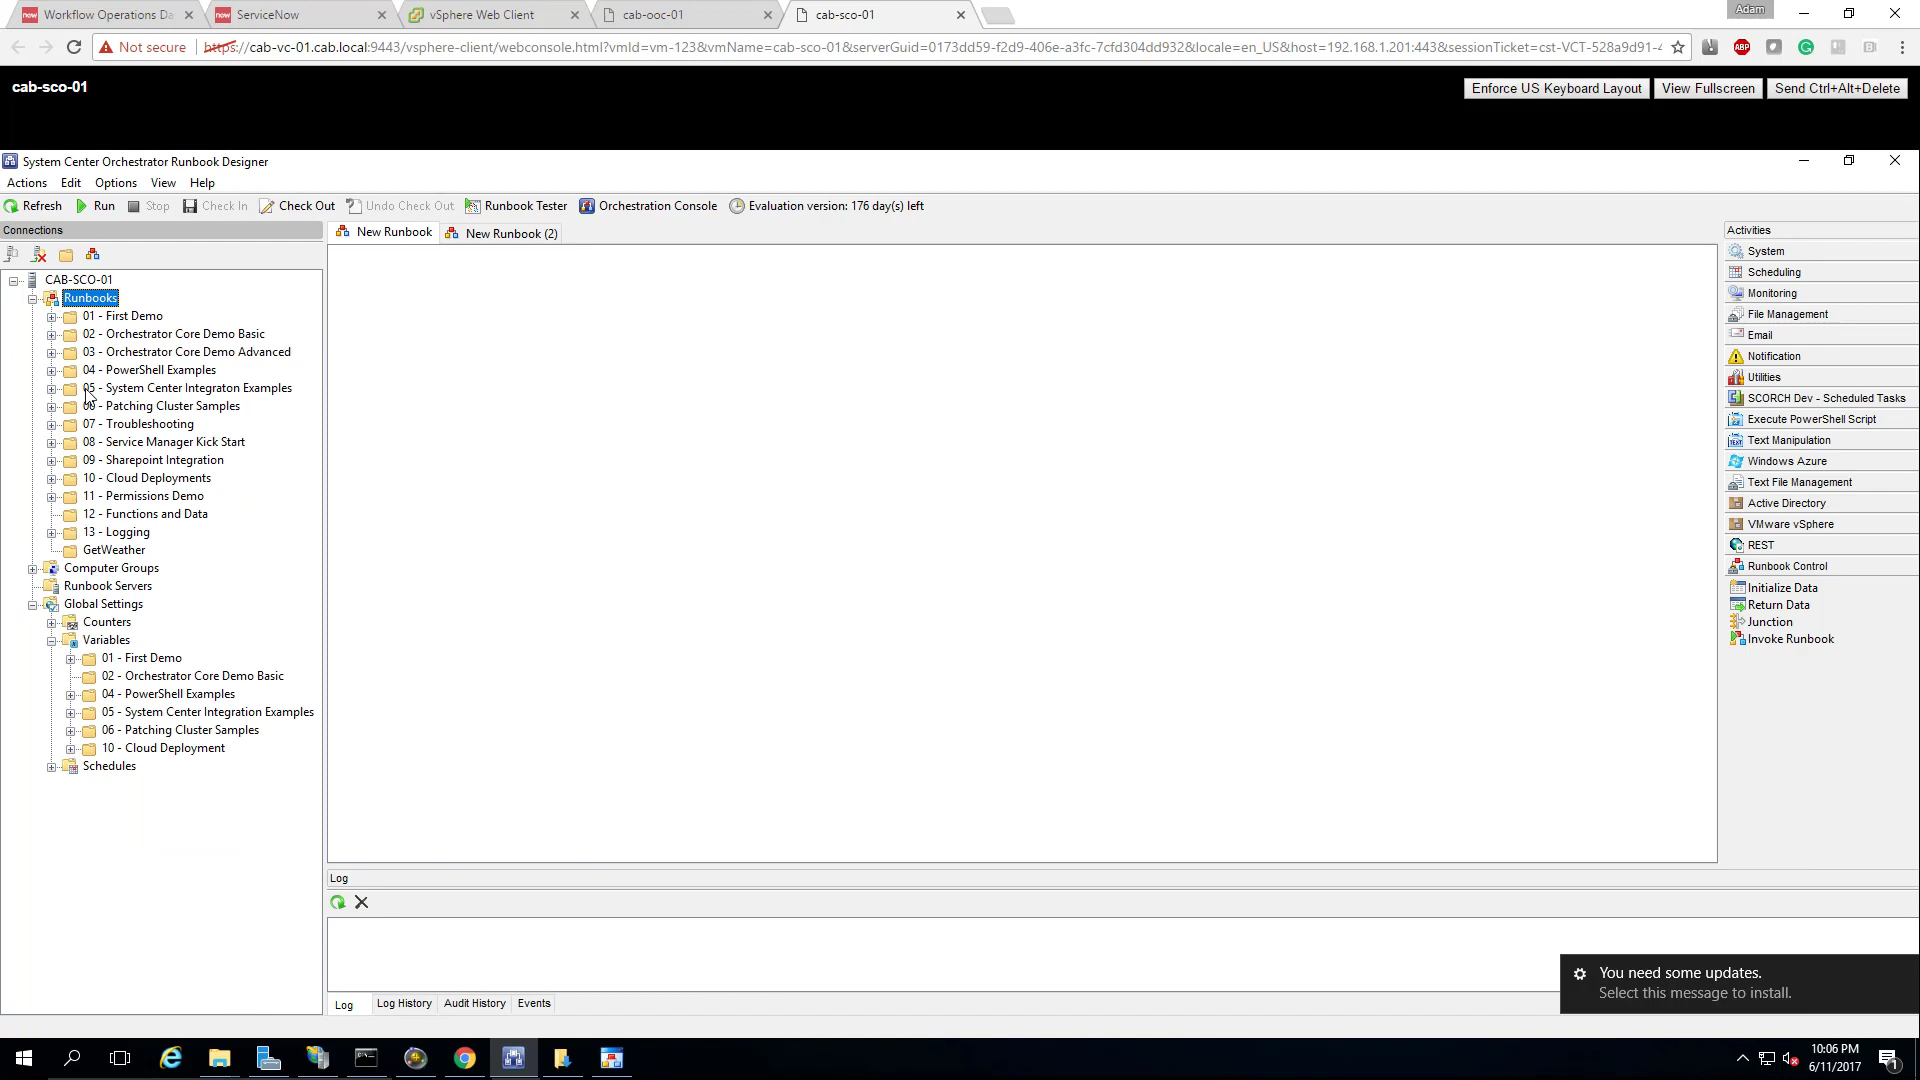 Workflow Operations Da
ServiceNow
vSphere Web Client
cab-ooc-01
cab-sco-01
Adam
Not secure
https://cab-vc-01.cab.local:9443/vsphere-client/webconsole.html?vmId=vm-123&vmName=cab-sco-01&serverGuid=0173dd59-f2d9-406e-a3fc-7cfd304dd932&locale=en_US&host=192.168.1.201:443&sessionTicket=cst-VCT-528a9d91-4
ABP
cab-sco-01
Enforce US Keyboard Layout
View Fullscreen
Send Ctrl+Alt+Delete
System Center Orchestrator Runbook Designer
Actions Edit Options View Help
Refresh Run Stop Check In Check Out Undo Check Out Runbook Tester Orchestration Console Evaluation version: 176 day(s) left
Connections
CAB-SCO-01
Runbooks
01 - First Demo
02 - Orchestrator Core Demo Basic
03 - Orchestrator Core Demo Advanced
04 - PowerShell Examples
05 - System Center Integraton Examples
06 - Patching Cluster Samples
07 - Troubleshooting
08 - Service Manager Kick Start
09 - Sharepoint Integration
10 - Cloud Deployments
11 - Permissions Demo
12 - Functions and Data
13 - Logging
GetWeather
Computer Groups
Runbook Servers
Global Settings
Counters
Variables
01 - First Demo
02 - Orchestrator Core Demo Basic
04 - PowerShell Examples
05 - System Center Integration Examples
06 - Patching Cluster Samples
10 - Cloud Deployment
Schedules
New Runbook
New Runbook (2)
Activities
System
Scheduling
Monitoring
File Management
Email
Notification
Utilities
SCORCH Dev - Scheduled Tasks
Execute PowerShell Script
Text Manipulation
Windows Azure
Text File Management
Active Directory
VMware vSphere
REST
Runbook Control
Initialize Data
Return Data
Junction
Invoke Runbook
Log
Log
Log History
Audit History
Events
You need some updates.
Select this message to install.
10:06 PM
6/11/2017
1